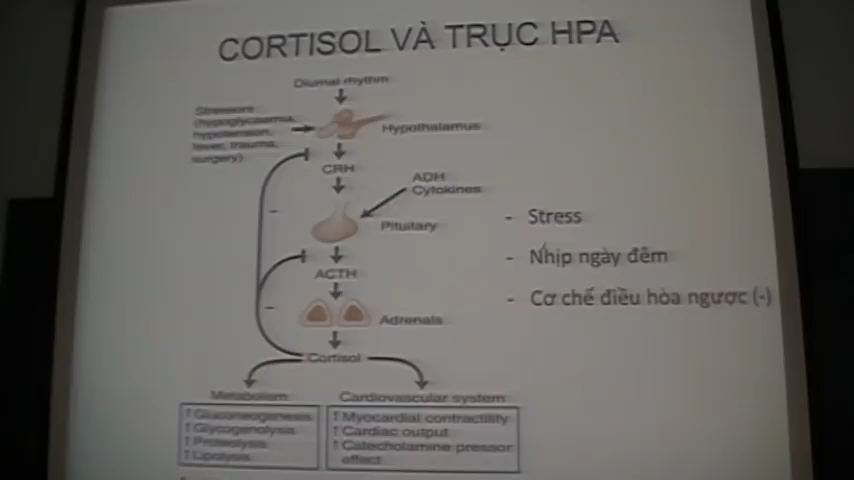 CORTISOL VÀ TRỤC HPA
Diurnal rhythm
Stressors
(hypoglycaemia,
hypotension,
fever, trauma,
surgery)
Hypothalamus
CRH
ADH
Cytokines
Pituitary
ACTH
Adrenals
Cortisol
- Stress
- Nhịp ngày đêm
- Cơ chế điều hòa ngược (-)
Metabolism
↑ Gluconeogenesis
↑ Glycogenolysis
↑ Proteolysis
↑ Lipolysis
Cardiovascular system
↑ Myocardial contractility
↑ Cardiac output
↑ Catecholamine pressor
effect